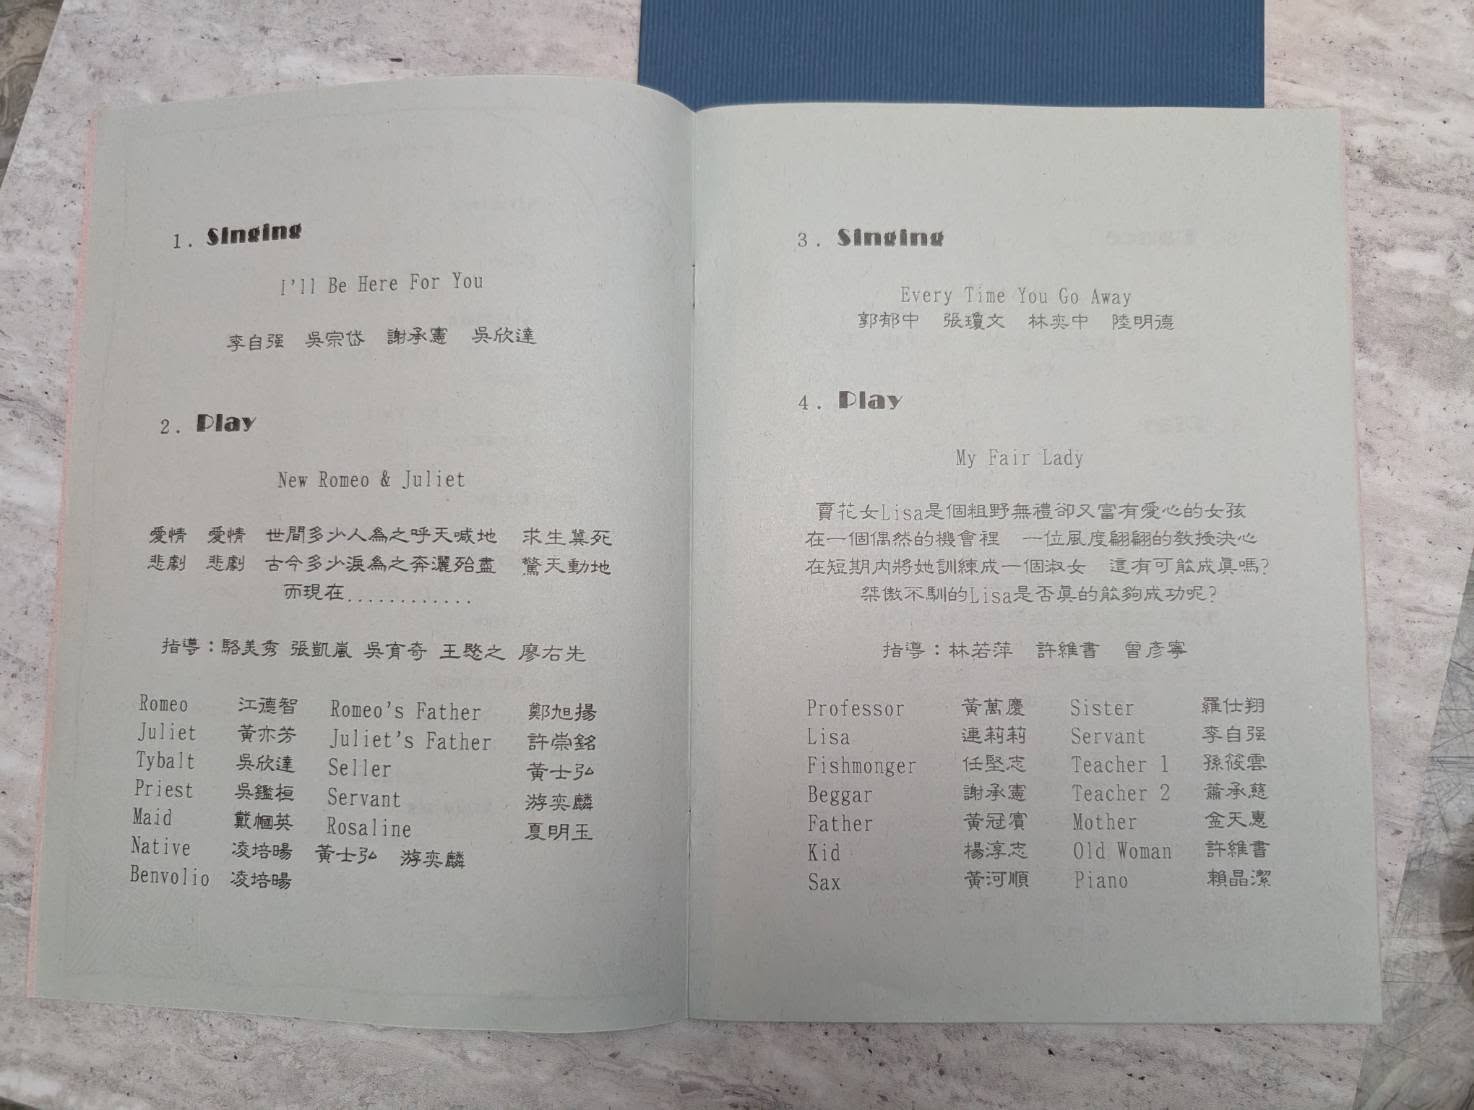 1. Singing
I'll Be Here For You
李自强 吳宗岱 謝承憲 吳欣達
2. Play
New Romeo & Juliet
愛情 愛情 世間多少人為之呼天喊地 求生冀死
悲劇 悲劇 古今多少淚為之奔灑殆盡 驚天動地
而現在............
指導：駱美秀 張凱嵐 吳育奇 王愍之 廖右先
Romeo 江德智 Romeo's Father 鄭旭揚
Juliet 黃亦芳 Juliet's Father 許崇銘
Tybalt 吳欣達 Seller 黃士弘
Priest 吳鑑桓 Servant 游奕麟
Maid 戴幗英 Rosaline 夏明玉
Native 凌培暘 黃士弘 游奕麟
Benvolio 凌培暘
3. Singing
Every Time You Go Away
郭郁中 張瓊文 林奕中 陸明德
4. Play
My Fair Lady
賣花女Lisa是個粗野無禮卻又富有愛心的女孩
在一個偶然的機會裡 一位風度翩翩的教授決心
在短期內將她訓練成一個淑女 這有可能成真嗎?
桀傲不馴的Lisa是否真的能夠成功呢?
指導：林若萍 許維書 曾彥寧
Professor 黃萬慶 Sister 羅仕翔
Lisa 連莉莉 Servant 李自强
Fishmonger 任堅志 Teacher 1 孫筱雲
Beggar 謝承憲 Teacher 2 蕭承慈
Father 黃冠賓 Mother 金天惠
Kid 楊淳志 Old Woman 許維書
Sax 黃河順 Piano 賴晶潔